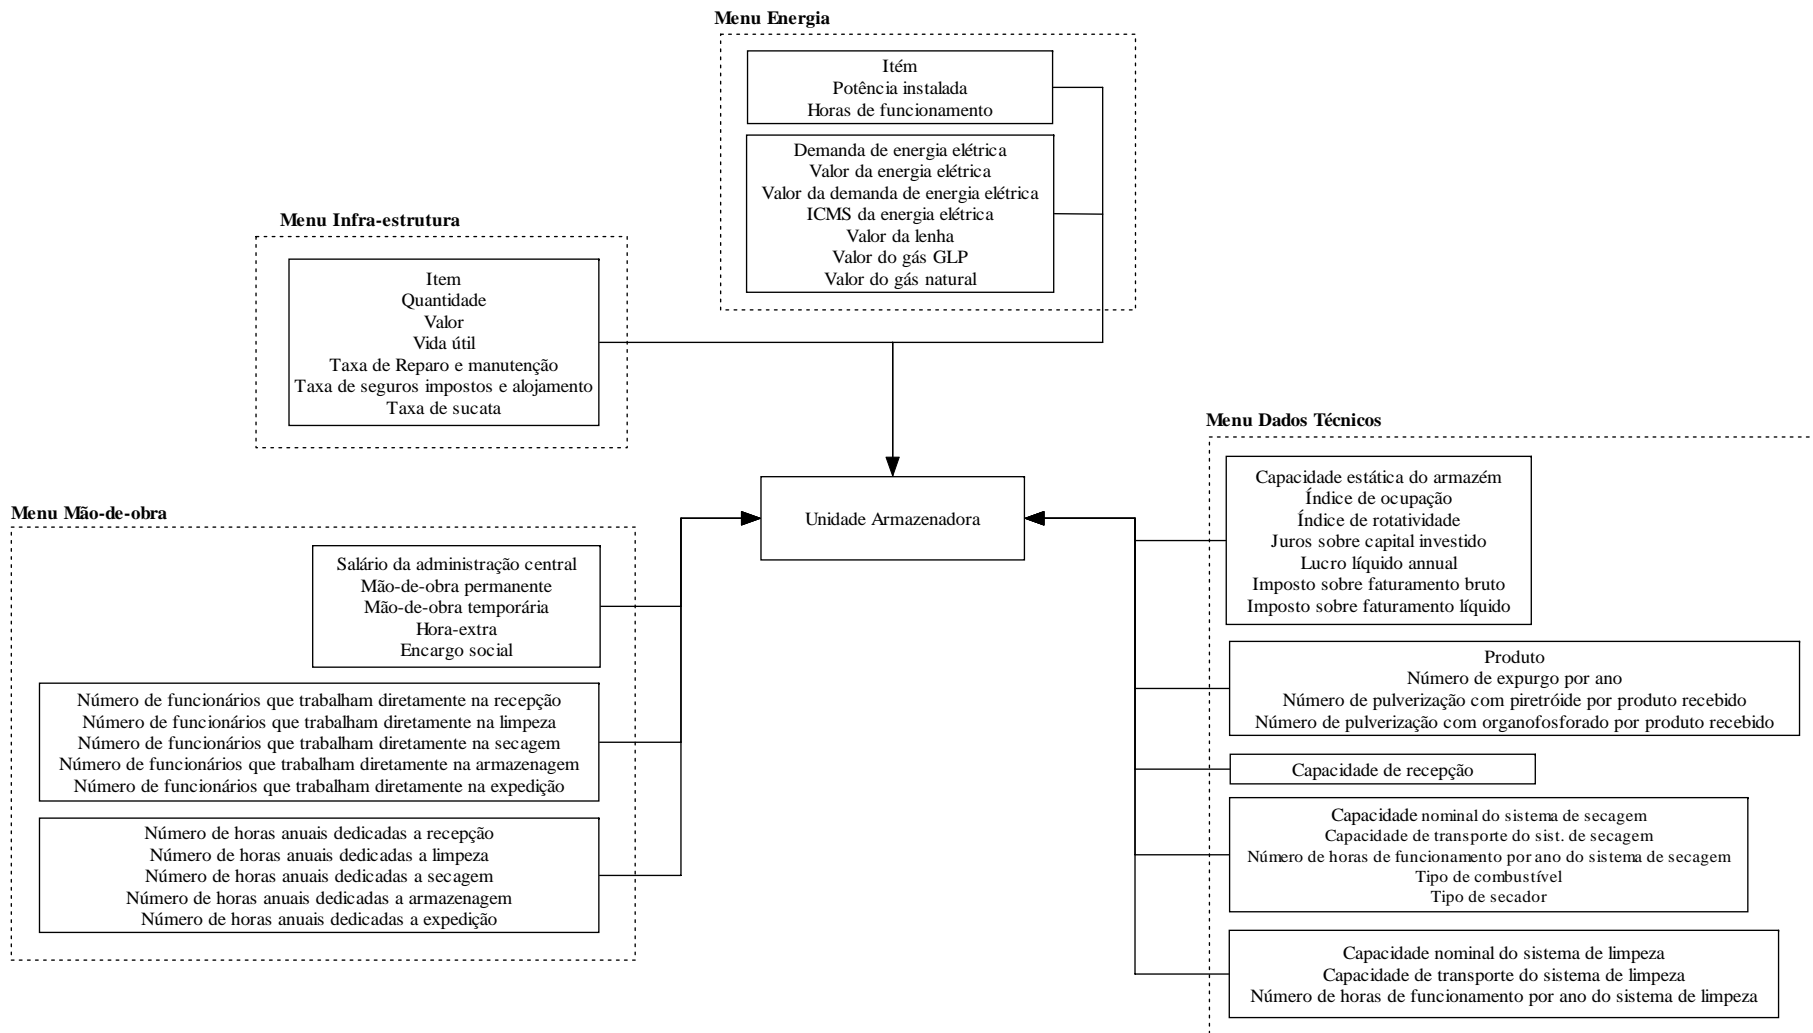 Menu Energia
Itém
Potência instalada
Horas de funcionamento
Demanda de energia elétrica
Valor da energia elétrica
Valor da demanda de energia elétrica
ICMS da energia elétrica
Valor da lenha
Valor do gás GLP
Valor do gás natural
Menu Infra-estrutura
Item
Quantidade
Valor
Vida útil
Taxa de Reparo e manutenção
Taxa de seguros impostos e alojamento
Taxa de sucata
Unidade Armazenadora
Menu Mão-de-obra
Salário da administração central
Mão-de-obra permanente
Mão-de-obra temporária
Hora-extra
Encargo social
Número de funcionários que trabalham diretamente na recepção
Número de funcionários que trabalham diretamente na limpeza
Número de funcionários que trabalham diretamente na secagem
Número de funcionários que trabalham diretamente na armazenagem
Número de funcionários que trabalham diretamente na expedição
Número de horas anuais dedicadas a recepção
Número de horas anuais dedicadas a limpeza
Número de horas anuais dedicadas a secagem
Número de horas anuais dedicadas a armazenagem
Número de horas anuais dedicadas a expedição
Menu Dados Técnicos
Capacidade estática do armazém
Índice de ocupação
Índice de rotatividade
Juros sobre capital investido
Lucro líquido annual
Imposto sobre faturamento bruto
Imposto sobre faturamento líquido
Produto
Número de expurgo por ano
Número de pulverização com piretróide por produto recebido
Número de pulverização com organofosforado por produto recebido
Capacidade de recepção
Capacidade nominal do sistema de secagem
Capacidade de transporte do sist. de secagem
Número de horas de funcionamento por ano do sistema de secagem
Tipo de combustível
Tipo de secador
Capacidade nominal do sistema de limpeza
Capacidade de transporte do sistema de limpeza
Número de horas de funcionamento por ano do sistema de limpeza